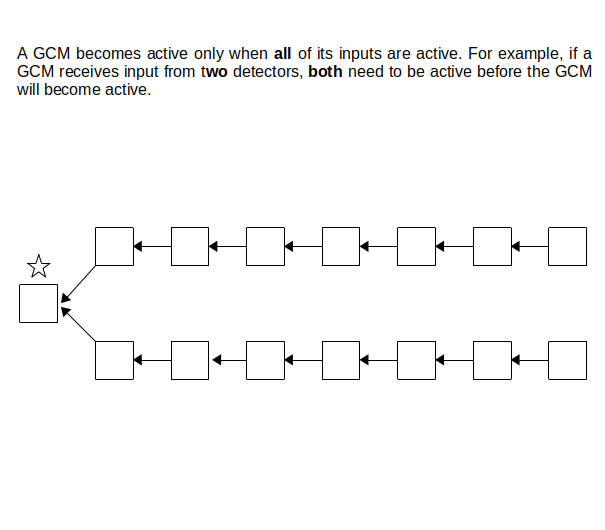 A GCM becomes active only when all of its inputs are active. For example, if a
GCM receives input from two detectors, both need to be active before the GCM
will become active.